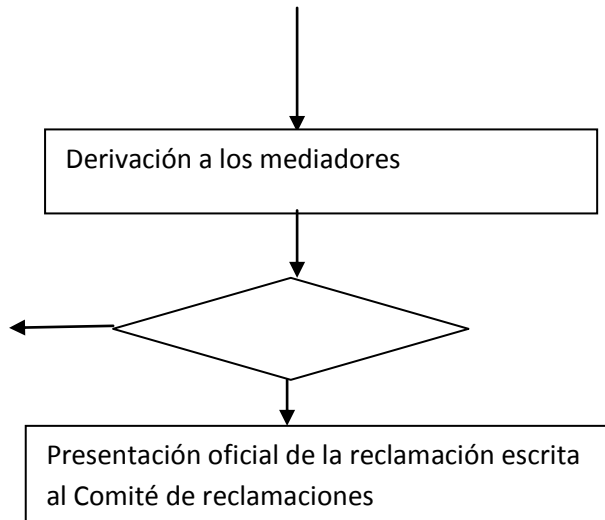 Derivación a los mediadores
Presentación oficial de la reclamación escrita
al Comité de reclamaciones